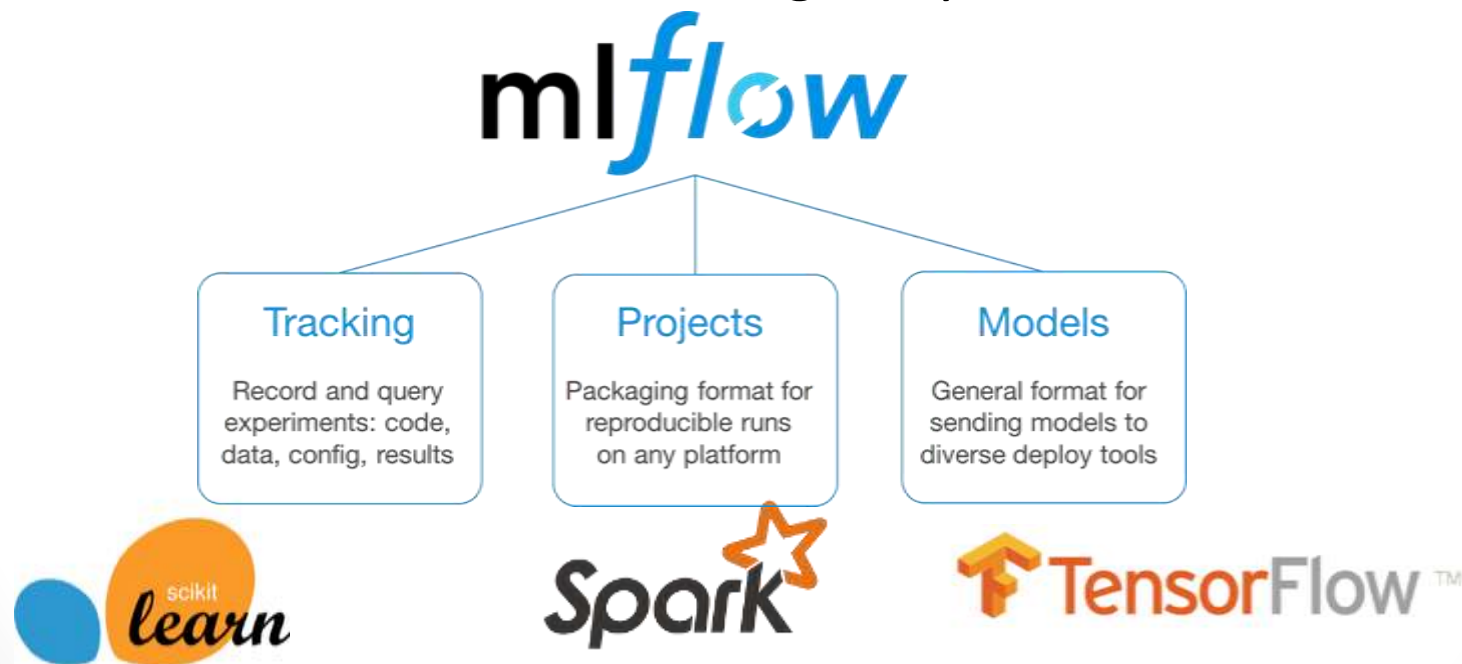 mlflow
Tracking
Record and query
experiments: code,
data, config, results
Projects
Packaging format for
reproducible runs
on any platform
Models
General format for
sending models to
diverse deploy tools
scikit
learn
Spark
TensorFlow ™